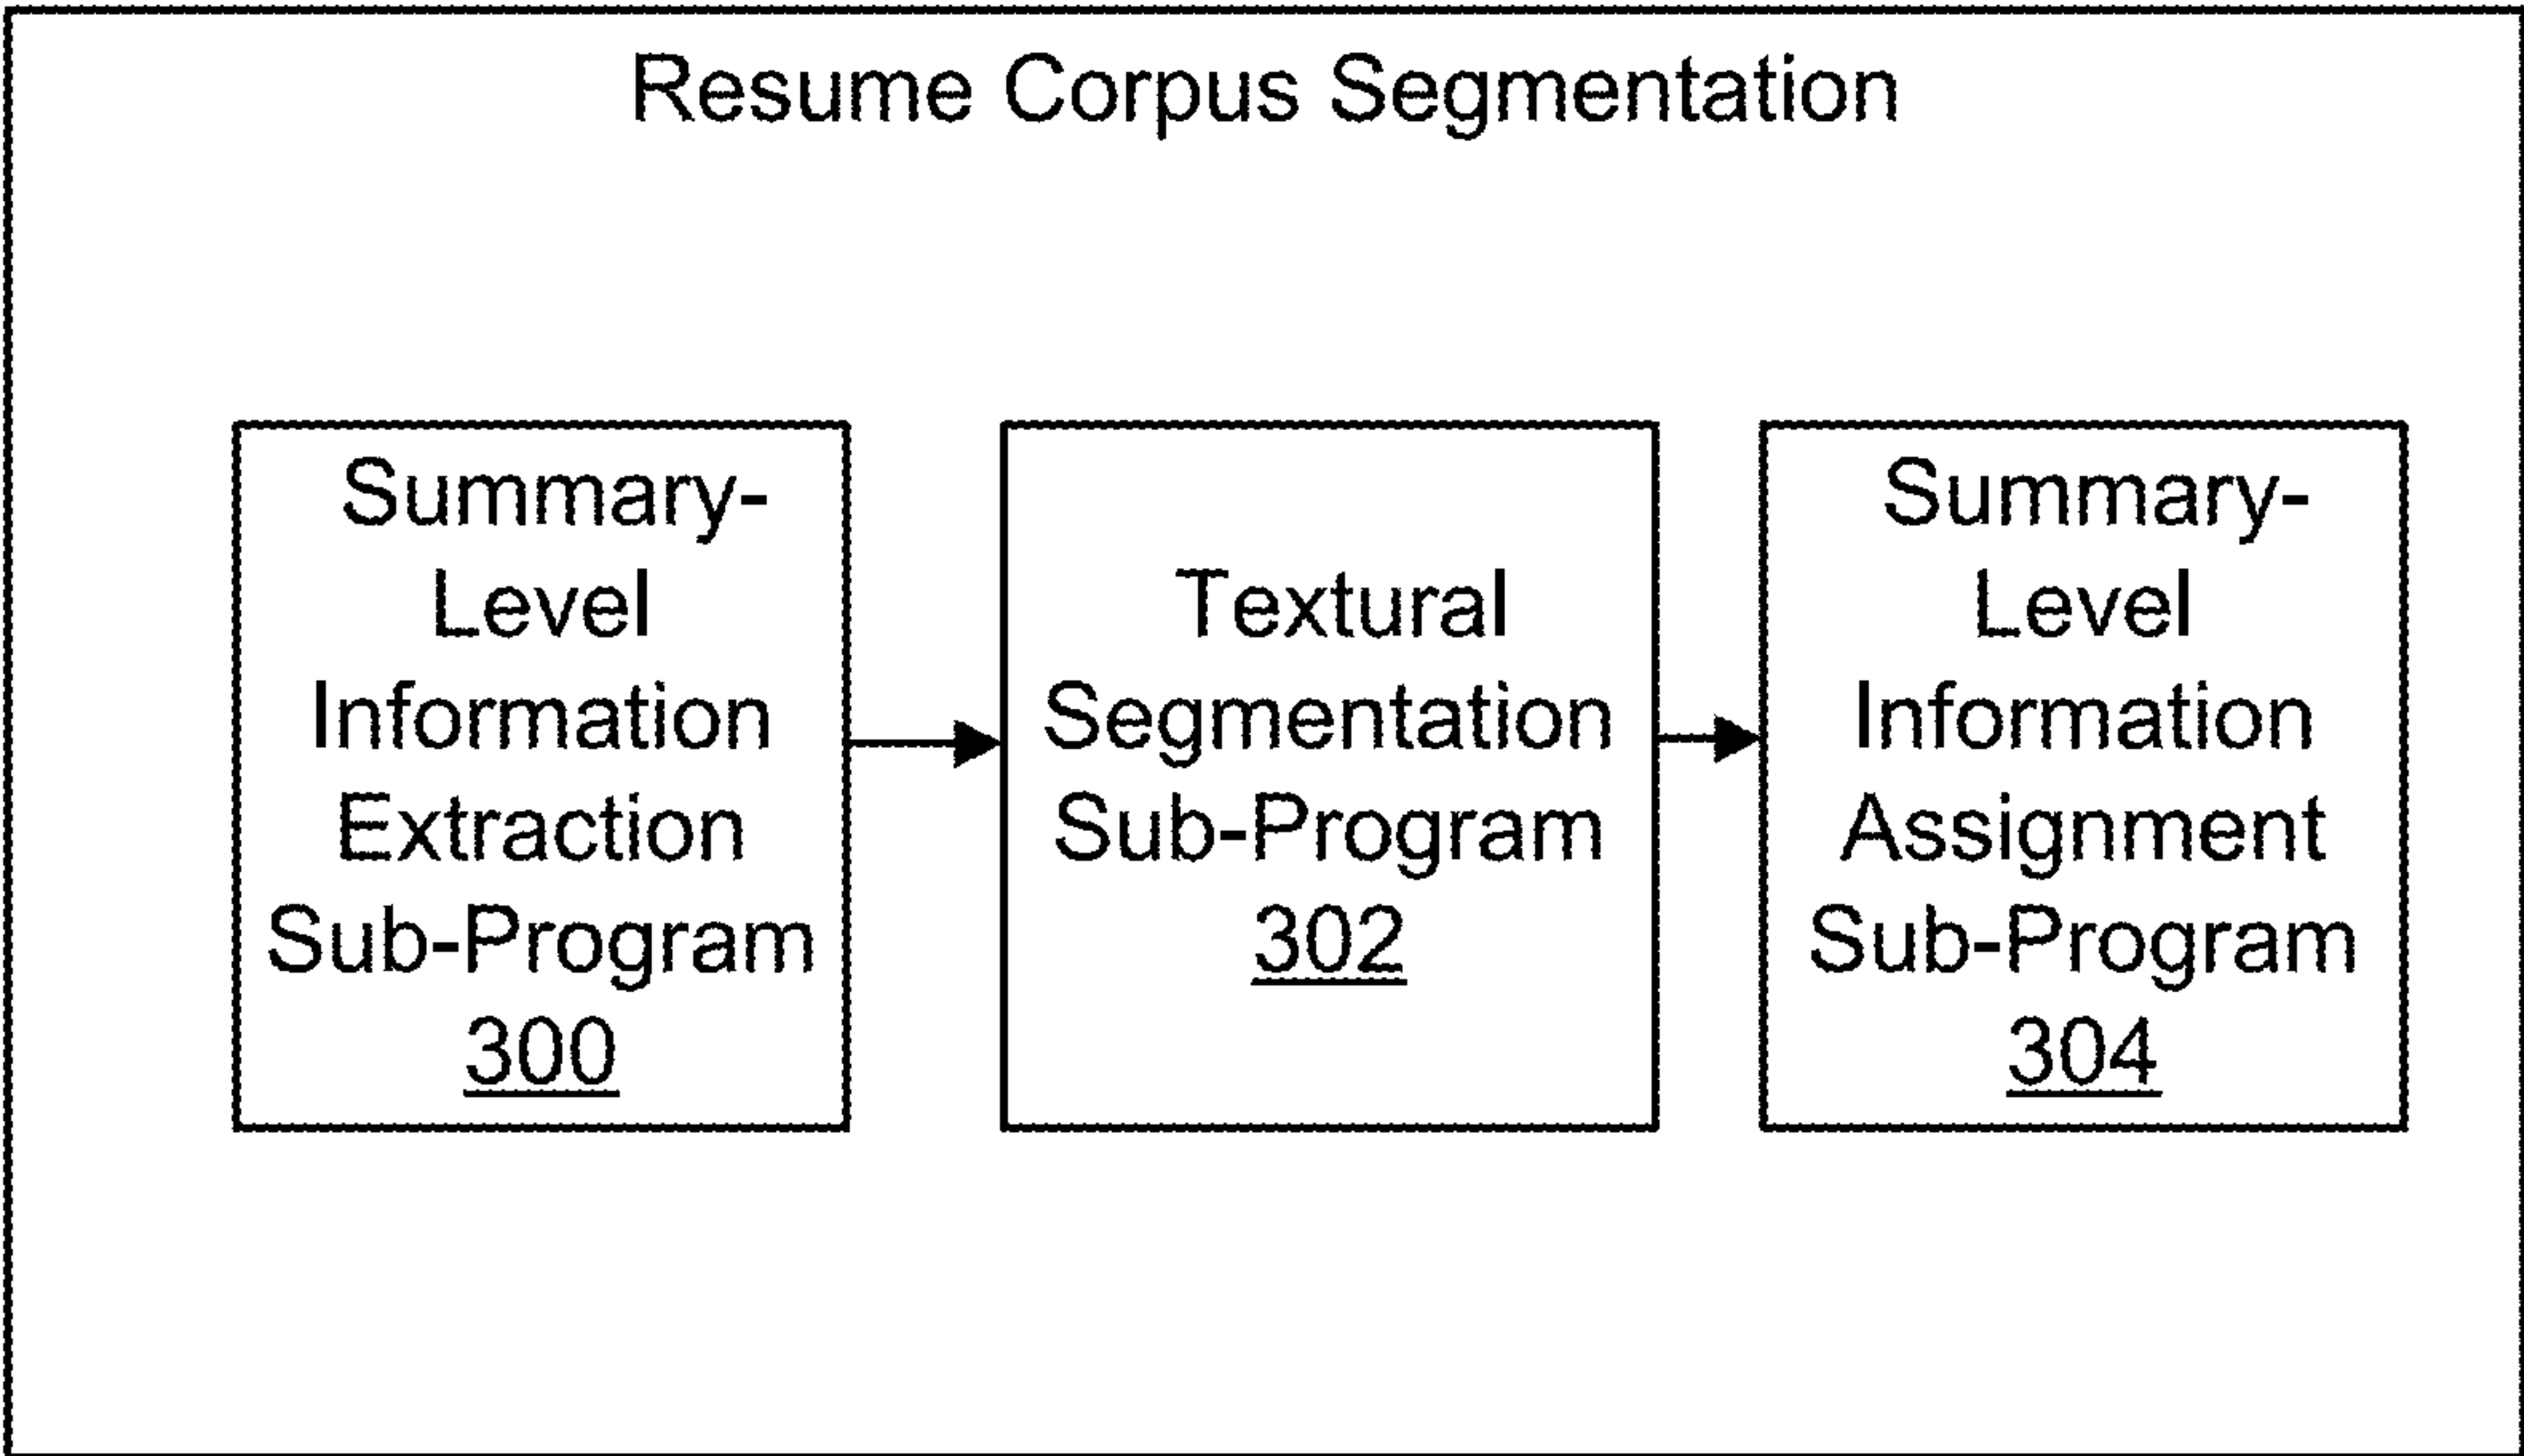 Resume Corpus Segmentation
Summary-
Level
Information
Extraction
Sub-Program
300
Textural
Segmentation
Sub-Program
302
Summary-
Level
Information
Assignment
Sub-Program
304